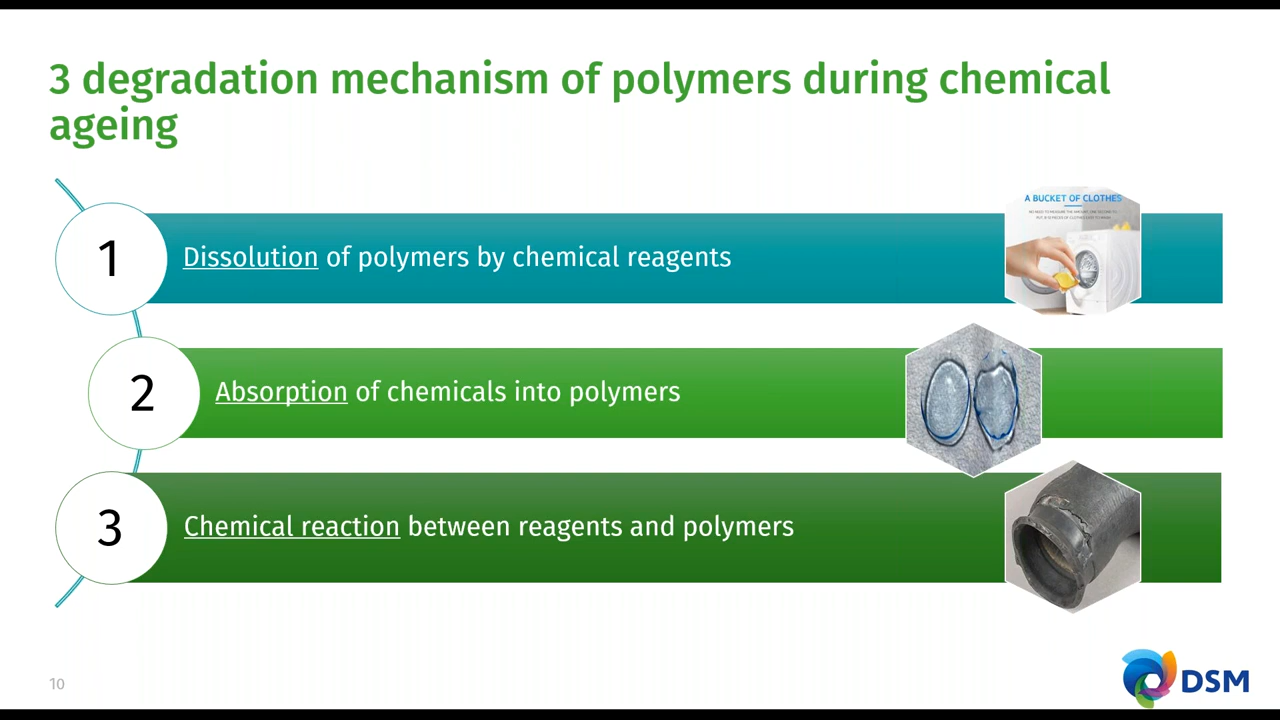 3 degradation mechanism of polymers during chemical
ageing
1
Dissolution of polymers by chemical reagents
A BUCKET OF CLOTHES
2
Absorption of chemicals into polymers
3
Chemical reaction between reagents and polymers
10
DSM